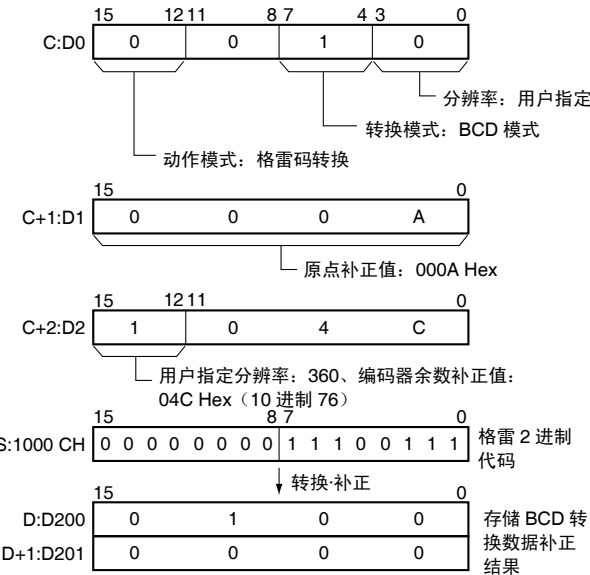 15 12 11 8 7 4 3 0
C:D0 0 0 1 0
分辨率：用户指定
转换模式：BCD 模式
动作模式：格雷码转换
15 0
C+1:D1 0 0 0 A
原点补正值：000A Hex
15 12 11 0
C+2:D2 1 0 4 C
用户指定分辨率：360、编码器余数补正值：
04C Hex（10 进制 76）
15 8 7 0
S:1000 CH 0 0 0 0 0 0 0 0 1 1 1 0 0 1 1 1 格雷 2 进制
代码
转换·补正
15 0
D:D200 0 1 0 0 存储 BCD 转
换数据补正
D+1:D201 0 0 0 0
结果